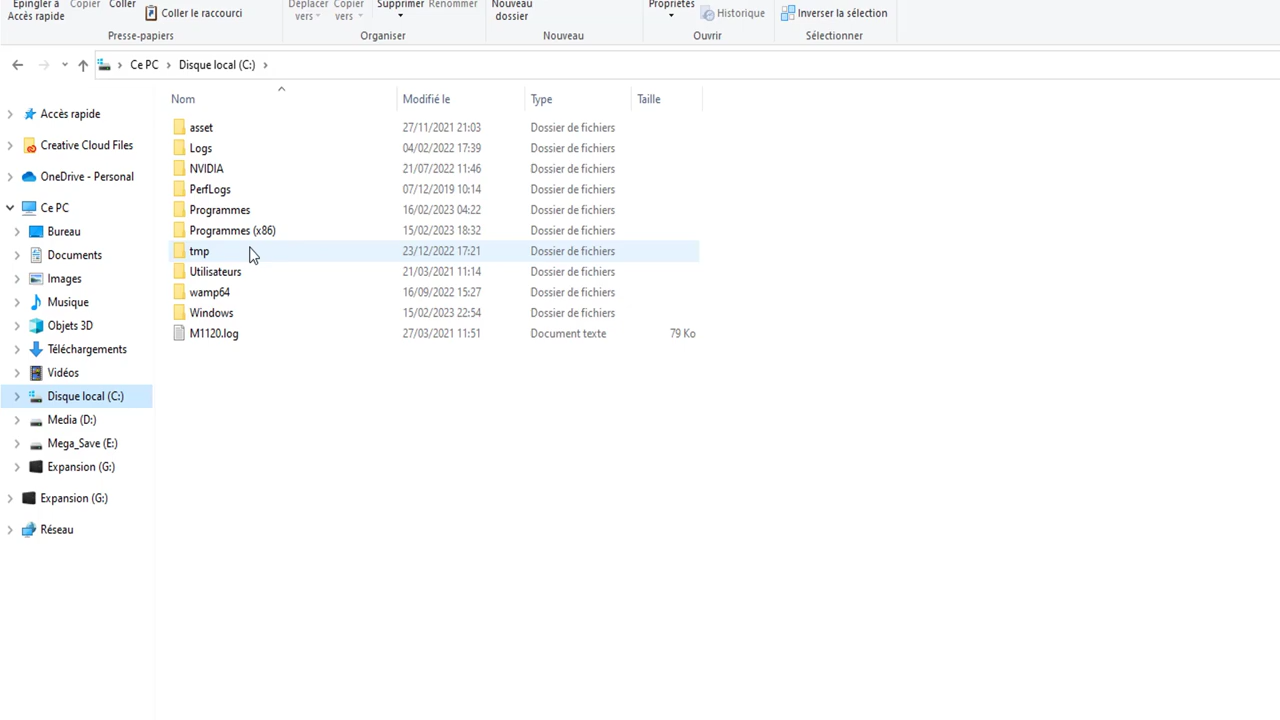 Épingler à
Accès rapide
Copier
Coller
Coller le raccourci
Presse-papiers
Déplacer
vers
Copier
vers
Supprimer
Renommer
Organiser
Nouveau
dossier
Nouveau
Propriétés
Historique
Ouvrir
Inverser la sélection
Sélectionner
Ce PC Disque local (C:)
Nom Modifié le Type Taille
asset 27/11/2021 21:03 Dossier de fichiers
Logs 04/02/2022 17:39 Dossier de fichiers
NVIDIA 21/07/2022 11:46 Dossier de fichiers
PerfLogs 07/12/2019 10:14 Dossier de fichiers
Programmes 16/02/2023 04:22 Dossier de fichiers
Programmes (x86) 15/02/2023 18:32 Dossier de fichiers
tmp 23/12/2022 17:21 Dossier de fichiers
Utilisateurs 21/03/2021 11:14 Dossier de fichiers
wamp64 16/09/2022 15:27 Dossier de fichiers
Windows 15/02/2023 22:54 Dossier de fichiers
M1120.log 27/03/2021 11:51 Document texte 79 Ko
Accès rapide
Creative Cloud Files
OneDrive - Personal
Ce PC
Bureau
Documents
Images
Musique
Objets 3D
Téléchargements
Vidéos
Disque local (C:)
Media (D:)
Mega_Save (E:)
Expansion (G:)
Expansion (G:)
Réseau